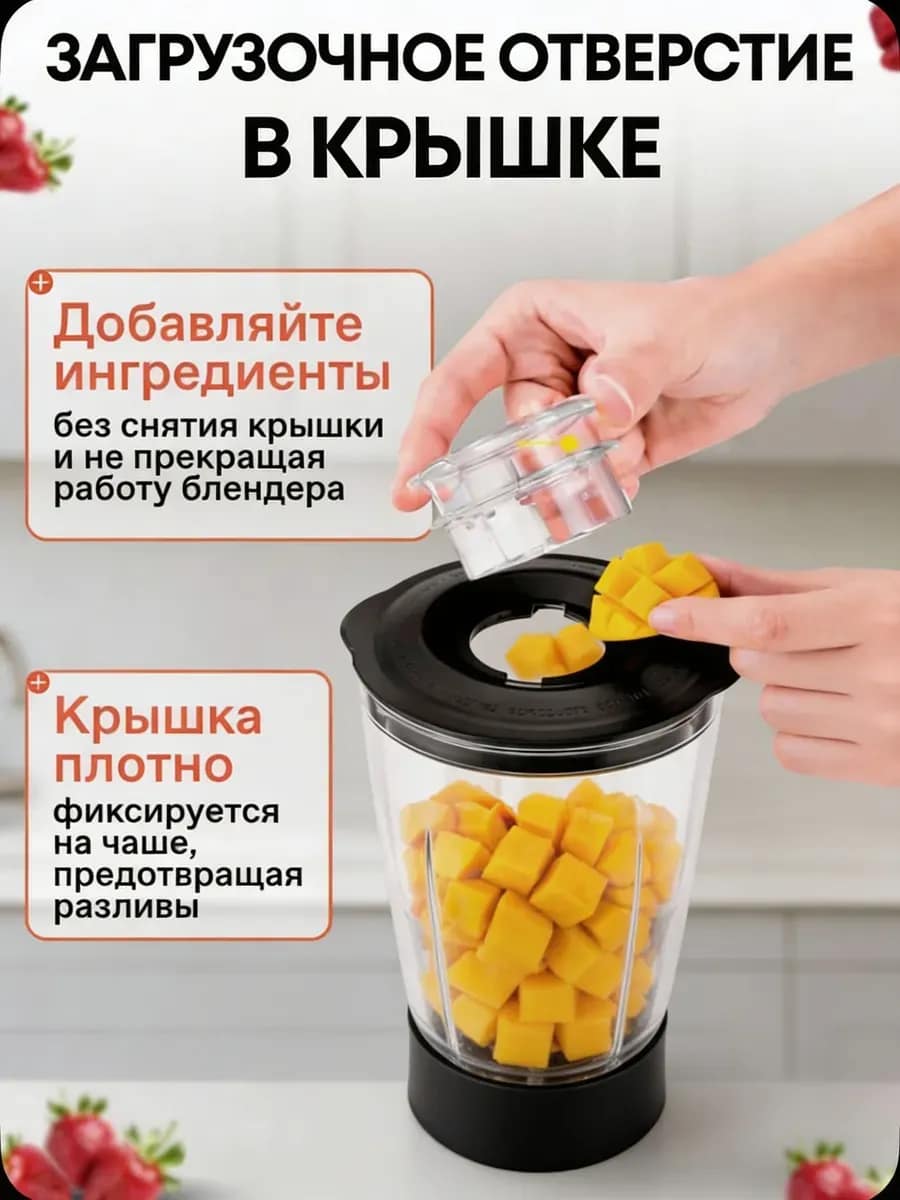 ЗАГРУЗОЧНОЕ ОТВЕРСТИЕ
В КРЫШКЕ
Добавляйте
ингредиенты
без снятия крышки
и не прекращая
работу блендера
Крышка
плотно
фиксируется
на чаше,
предотвращая
разливы